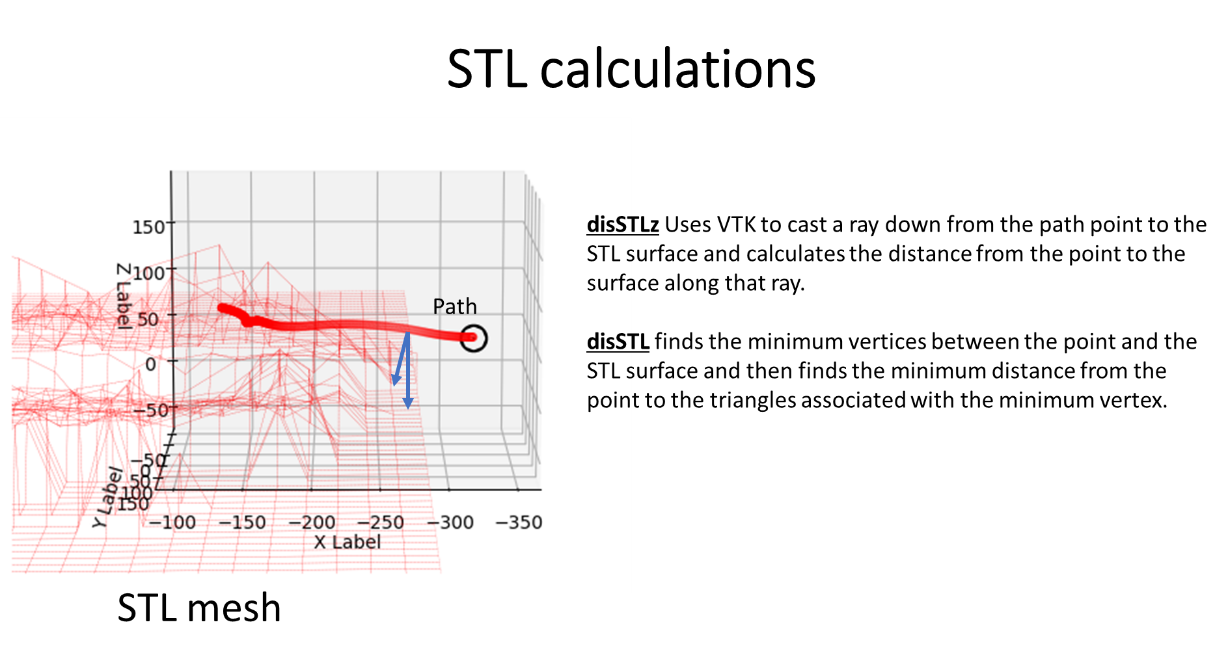 STL calculations
150
100
50
0
−50
Z Label
Path
−50
0
50
100
150
Y Label
−100 −150 −200 −250 −300 −350
X Label
STL mesh
disSTLz Uses VTK to cast a ray down from the path point to the
STL surface and calculates the distance from the point to the
surface along that ray.
disSTL finds the minimum vertices between the point and the
STL surface and then finds the minimum distance from the
point to the triangles associated with the minimum vertex.